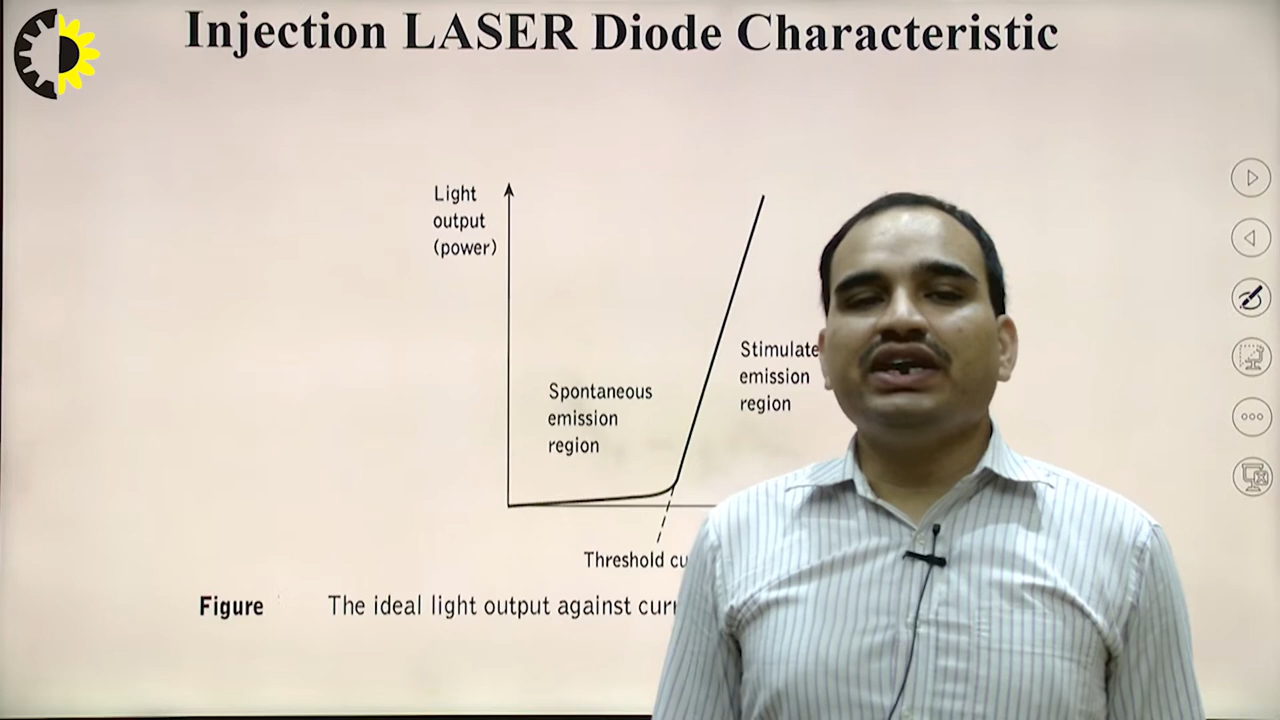 Injection LASER Diode Characteristic
Light
output
(power)
Stimulate
emission
region
Spontaneous
emission
region
Threshold cu
Figure The ideal light output against curr